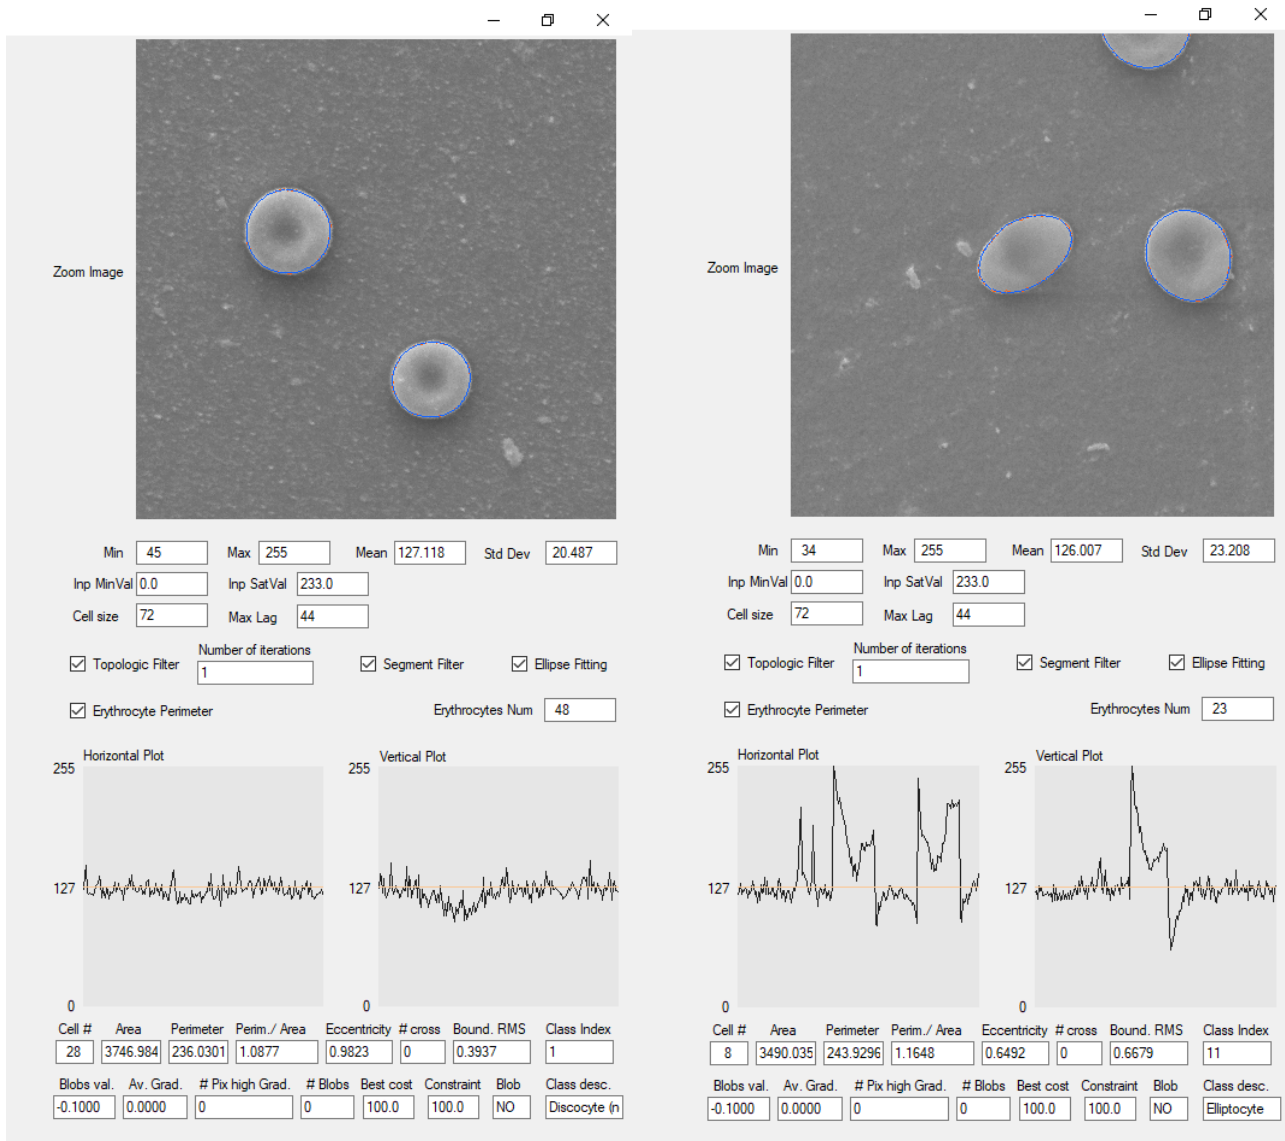 Zoom Image
Min 45 Max 255 Mean 127.118 Std Dev 20.487
Inp MinVal 0.0 Inp SatVal 233.0
Cell size 72 Max Lag 44
Topologic Filter Number of iterations 1 Segment Filter Ellipse Fitting
Erythrocyte Perimeter Erythrocytes Num 48
Horizontal Plot Vertical Plot
255 255
127 127
0 0
Cell # Area Perimeter Perim./ Area Eccentricity # cross Bound. RMS Class Index
28 3746.984 236.0301 1.0877 0.9823 0 0.3937 1
Blobs val. Av. Grad. # Pix high Grad. # Blobs Best cost Constraint Blob Class desc.
-0.1000 0.0000 0 0 100.0 100.0 NO Discocyte (n
Zoom Image
Min 34 Max 255 Mean 126.007 Std Dev 23.208
Inp MinVal 0.0 Inp SatVal 233.0
Cell size 72 Max Lag 44
Topologic Filter Number of iterations 1 Segment Filter Ellipse Fitting
Erythrocyte Perimeter Erythrocytes Num 23
Horizontal Plot Vertical Plot
255 255
127 127
0 0
Cell # Area Perimeter Perim./ Area Eccentricity # cross Bound. RMS Class Index
8 3490.035 243.9296 1.1648 0.6492 0 0.6679 11
Blobs val. Av. Grad. # Pix high Grad. # Blobs Best cost Constraint Blob Class desc.
-0.1000 0.0000 0 0 100.0 100.0 NO Elliptocyte